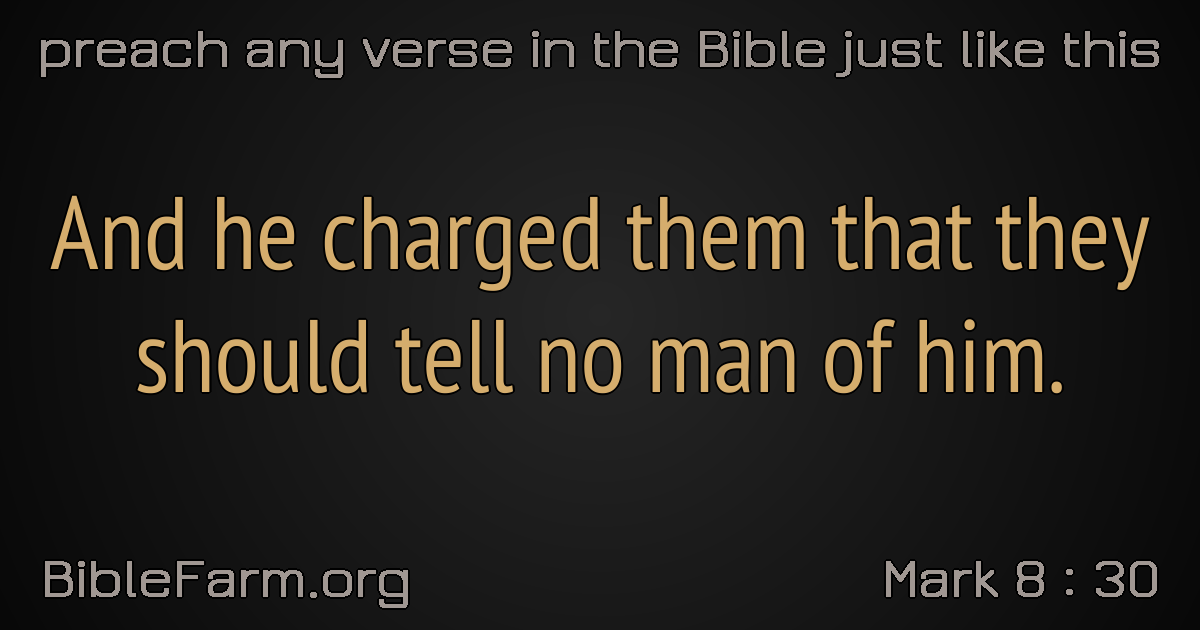 preach any verse in the Bible just like this
And he charged them that they
should tell no man of him.
BibleFarm.org
Mark 8 : 30